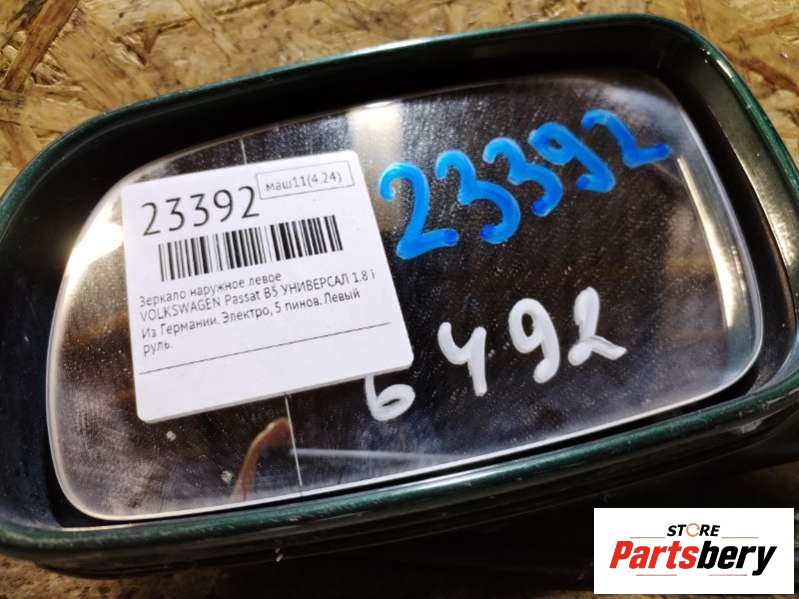 23392
маш11(4.24)
Зеркало наружное левое
VOLKSWAGEN Passat B5 УНИВЕРСАЛ 1.8 i
Из Германии. Электро, 5 пинов. Левый
руль.
23392
6492
STORE
Partsbery